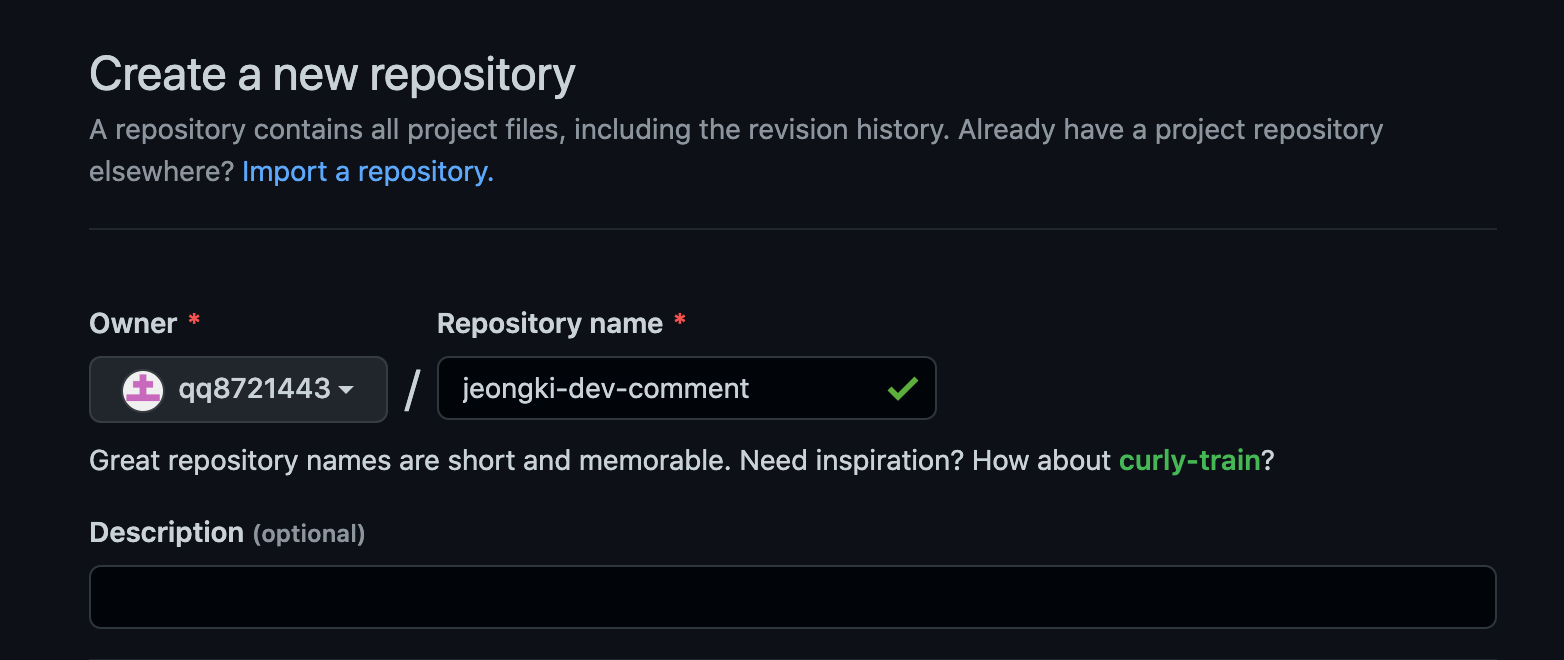 Create a new repository
A repository contains all project files, including the revision history. Already have a project repository
elsewhere? Import a repository.
Owner * Repository name *
qq8721443 / jeongki-dev-comment
Great repository names are short and memorable. Need inspiration? How about curly-train?
Description (optional)